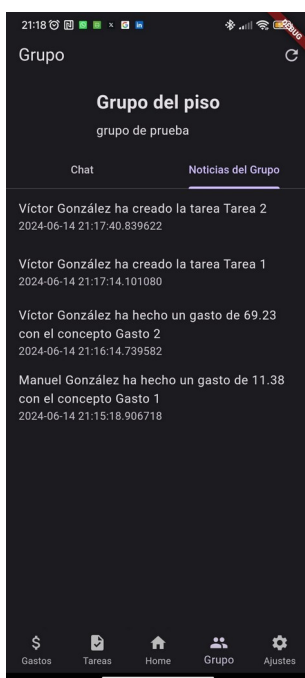 21:18
DEBUG
Grupo
Grupo del piso
grupo de prueba
Chat
Noticias del Grupo
Víctor González ha creado la tarea Tarea 2
2024-06-14 21:17:40.839622
Víctor González ha creado la tarea Tarea 1
2024-06-14 21:17:14.101080
Víctor González ha hecho un gasto de 69.23
con el concepto Gasto 2
2024-06-14 21:16:14.739582
Manuel González ha hecho un gasto de 11.38
con el concepto Gasto 1
2024-06-14 21:15:18.906718
Gastos
Tareas
Home
Grupo
Ajustes